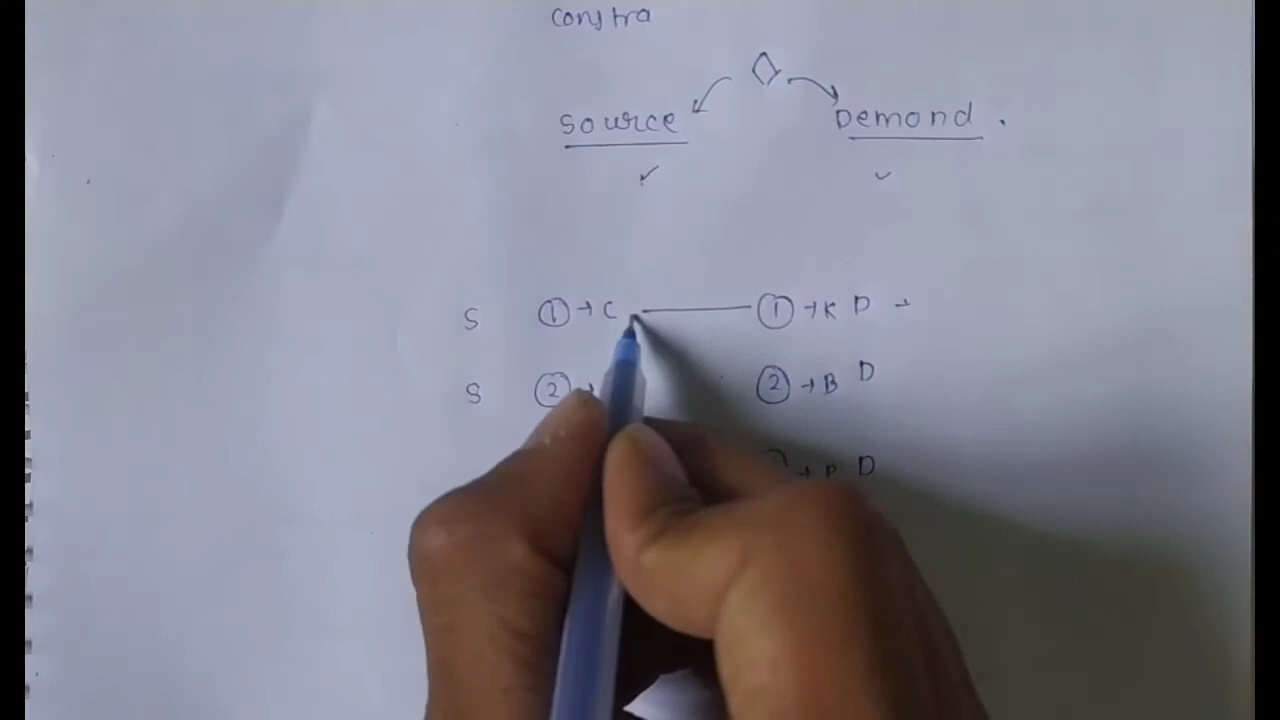 constra
source Demond .
S ① → C ① → K D →
S ② → ② → B D
→ B D